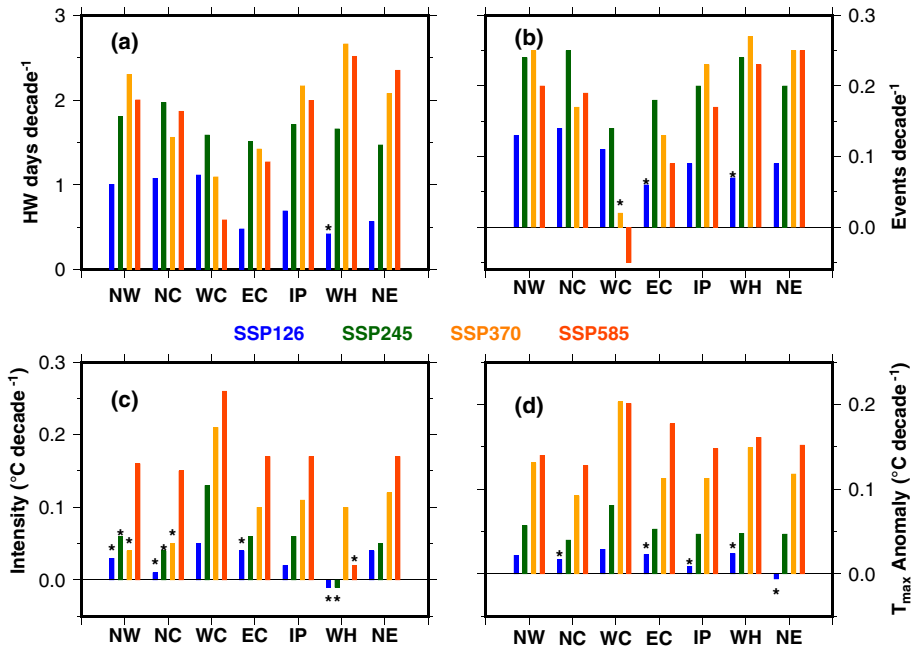 (a)
HW days decade-1
3
2
1
0
NW NC WC EC IP WH NE
*
(b)
Events decade-1
0.3
0.2
0.1
0.0
NW NC WC EC IP WH NE
* * *
SSP126 SSP245 SSP370 SSP585
(c)
Intensity (°C decade-1)
0.3
0.2
0.1
0.0
NW NC WC EC IP WH NE
* * * * * * * * * *
(d)
Tmax Anomaly (°C decade-1)
0.2
0.1
0.0
NW NC WC EC IP WH NE
* * * * *